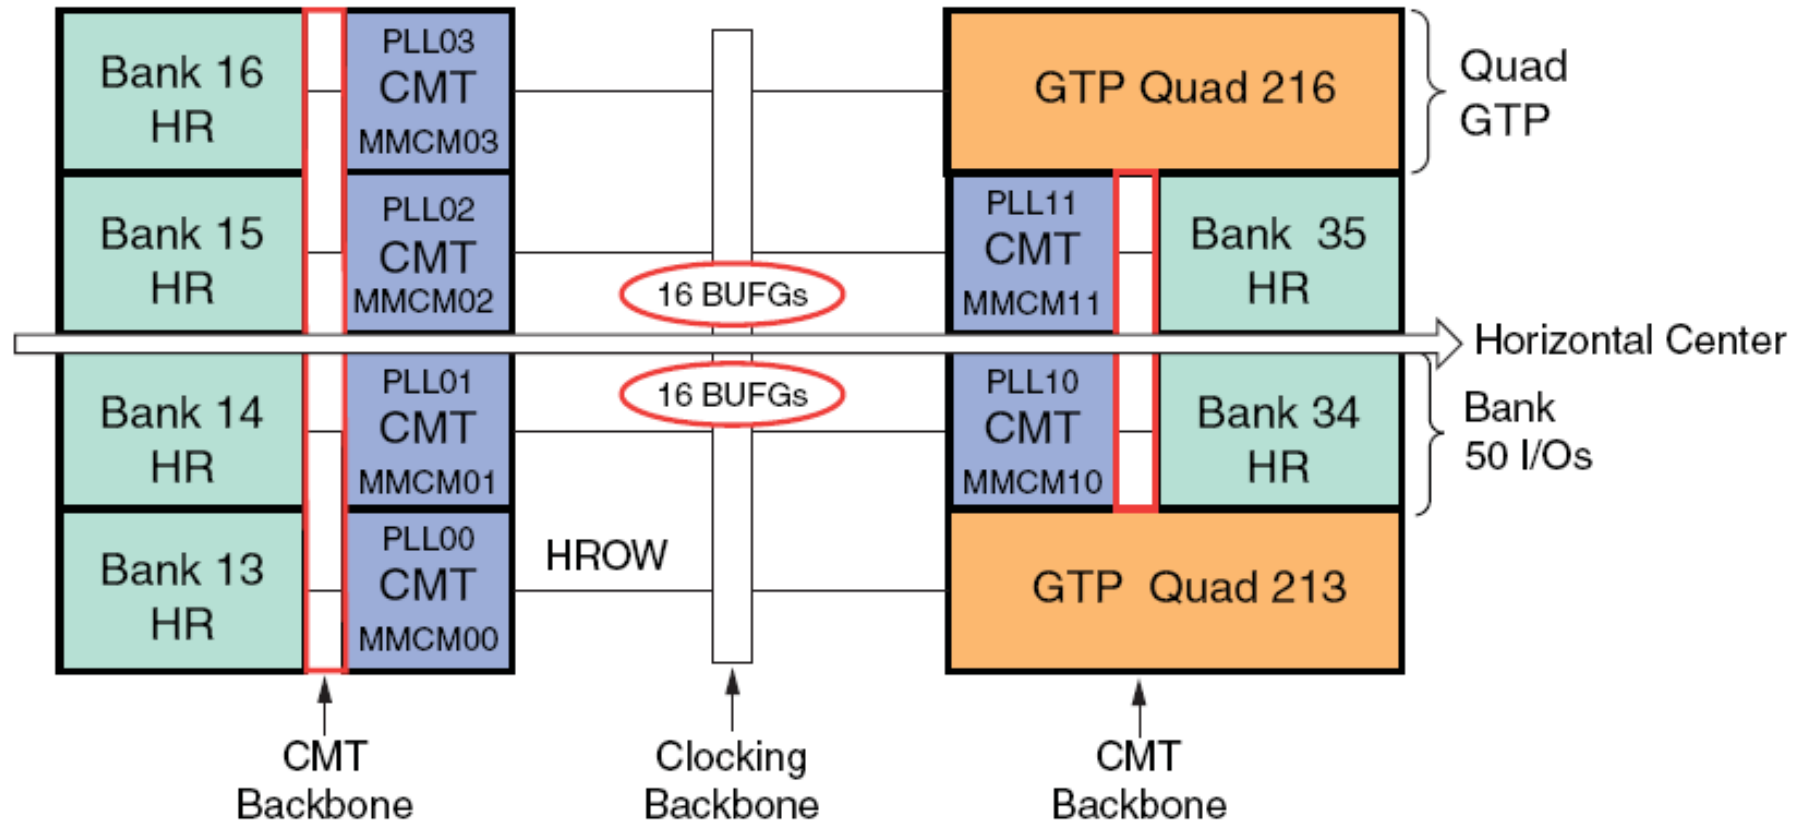 Bank 16
HR
PLL03
CMT
MMCM03
GTP Quad 216
Quad
GTP
Bank 15
HR
PLL02
CMT
MMCM02
16 BUFGs
PLL11
CMT
MMCM11
Bank 35
HR
Horizontal Center
Bank 14
HR
PLL01
CMT
MMCM01
16 BUFGs
PLL10
CMT
MMCM10
Bank 34
HR
Bank
50 I/Os
Bank 13
HR
PLL00
CMT
MMCM00
HROW
GTP Quad 213
CMT
Backbone
Clocking
Backbone
CMT
Backbone